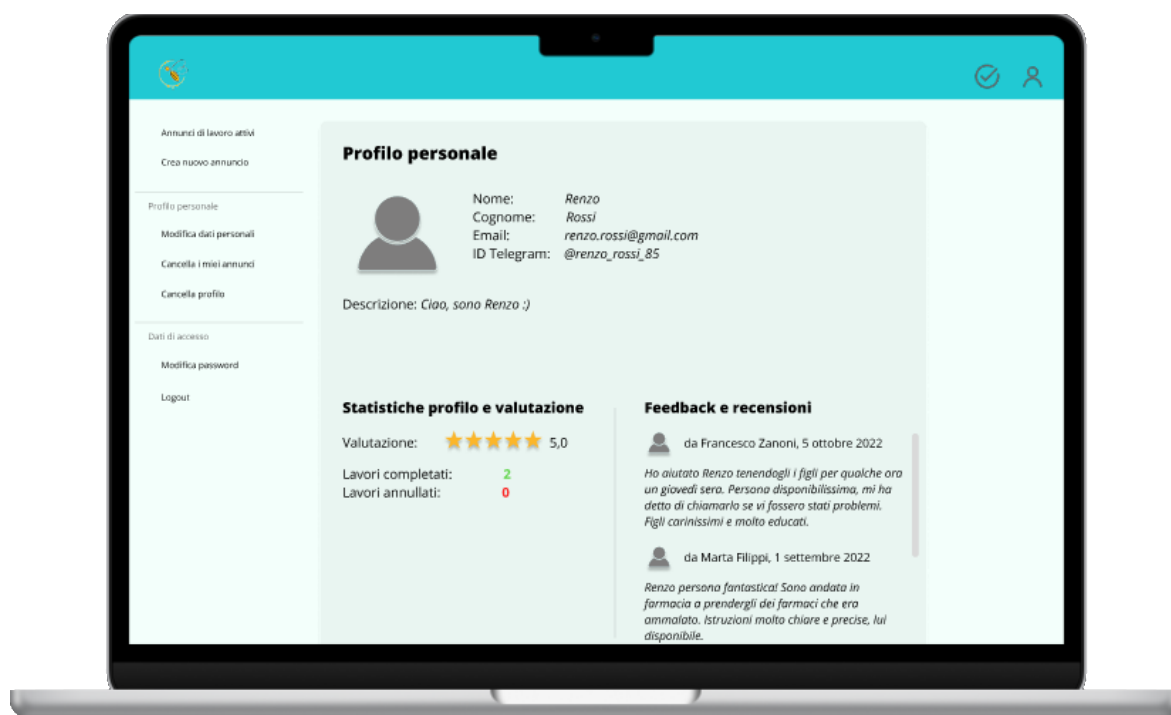 Annunci di lavoro attivi
Crea nuovo annuncio
Profilo personale
Modifica dati personali
Cancella i miei annunci
Cancella profilo
Dati di accesso
Modifica password
Logout
Profilo personale
Nome: Renzo
Cognome: Rossi
Email: renzo.rossi@gmail.com
ID Telegram: @renzo_rossi_85
Descrizione: Ciao, sono Renzo :)
Statistiche profilo e valutazione
Valutazione: 5,0
Lavori completati: 2
Lavori annullati: 0
Feedback e recensioni
da Francesco Zanoni, 5 ottobre 2022
Ho aiutato Renzo tenendogli i figli per qualche ora
un giovedì sera. Persona disponibilissima, mi ha
detto di chiamarlo se vi fossero stati problemi.
Figli carinissimi e molto educati.
da Marta Filippi, 1 settembre 2022
Renzo persona fantastica! Sono andata in
farmacia a prendergli dei farmaci che era
ammalato. Istruzioni molto chiare e precise, lui
disponibile.